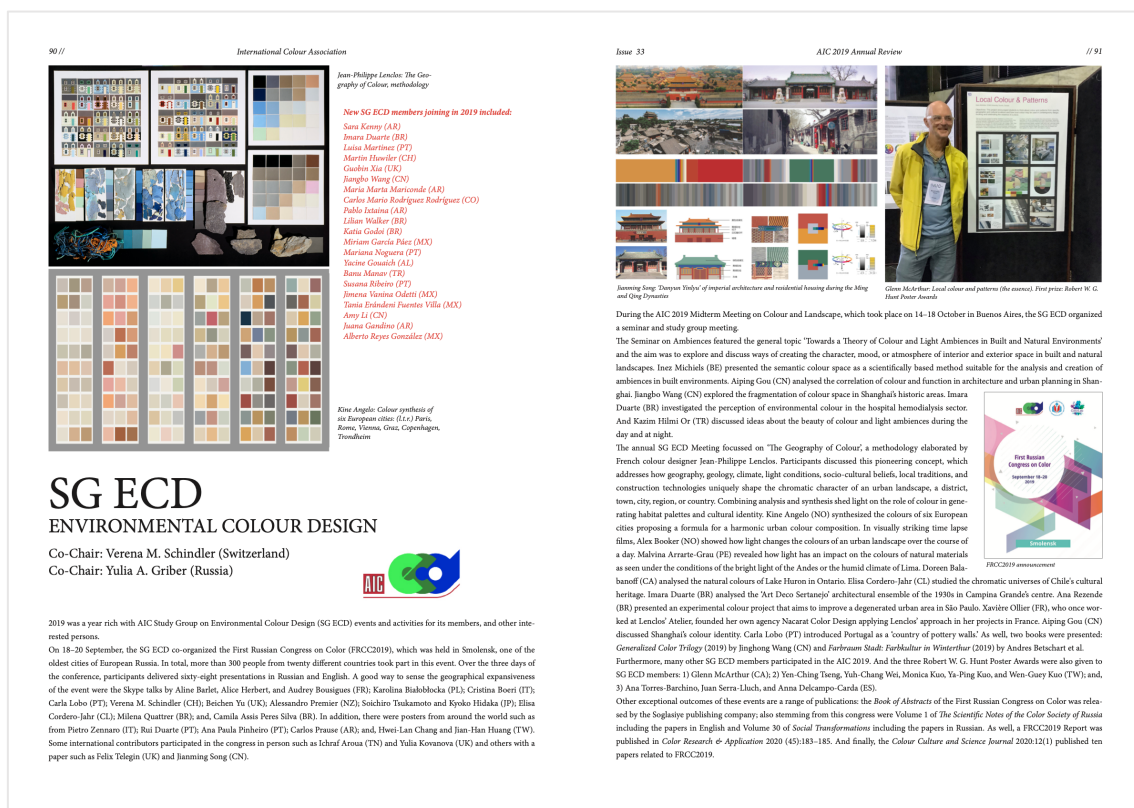 90 //
International Colour Association
Jean-Philippe Lenclos: The Geo-
graphy of Colour, methodology
New SG ECD members joining in 2019 included:
Sara Kenny (AR)
Imara Duarte (BR)
Luisa Martinez (PT)
Martin Huwiler (CH)
Guobin Xia (UK)
Jiangbo Wang (CN)
Maria Marta Mariconde (AR)
Carlos Mario Rodríguez Rodríguez (CO)
Pablo Ixtaina (AR)
Lilian Walker (BR)
Katia Godoi (BR)
Miriam García Páez (MX)
Mariana Noguera (PT)
Yacine Gouaich (AL)
Banu Manav (TR)
Susana Ribeiro (PT)
Jimena Vanina Odetti (MX)
Tania Erándeni Fuentes Villa (MX)
Amy Li (CN)
Juana Gandino (AR)
Alberto Reyes González (MX)
Kine Angelo: Colour synthesis of
six European cities: (l.t.r.) Paris,
Rome, Vienna, Graz, Copenhagen,
Trondheim
SG ECD
ENVIRONMENTAL COLOUR DESIGN
Co-Chair: Verena M. Schindler (Switzerland)
Co-Chair: Yulia A. Griber (Russia)
AIC
2019 was a year rich with AIC Study Group on Environmental Colour Design (SG ECD) events and activities for its members, and other inte-
rested persons.
On 18–20 September, the SG ECD co-organized the First Russian Congress on Color (FRCC2019), which was held in Smolensk, one of the
oldest cities of European Russia. In total, more than 300 people from twenty different countries took part in this event. Over the three days of
the conference, participants delivered sixty-eight presentations in Russian and English. A good way to sense the geographical expansiveness
of the event were the Skype talks by Aline Barlet, Alice Herbert, and Audrey Bousigues (FR); Karolina Białobłocka (PL); Cristina Boeri (IT);
Carla Lobo (PT); Verena M. Schindler (CH); Beichen Yu (UK); Alessandro Premier (NZ); Soichiro Tsukamoto and Kyoko Hidaka (JP); Elisa
Cordero-Jahr (CL); Milena Quattrer (BR); and, Camila Assis Peres Silva (BR). In addition, there were posters from around the world such as
from Pietro Zennaro (IT); Rui Duarte (PT); Ana Paula Pinheiro (PT); Carlos Prause (AR); and, Hwei-Lan Chang and Jian-Han Huang (TW).
Some international contributors participated in the congress in person such as Ichraf Aroua (TN) and Yulia Kovanova (UK) and others with a
paper such as Felix Telegin (UK) and Jianming Song (CN).
Issue 33
AIC 2019 Annual Review
// 91
Local Colour & Patterns
Jianming Song: 'Danyun Yinlyu' of imperial architecture and residential housing during the Ming
and Qing Dynasties
Glenn McArthur: Local colour and patterns (the essence). First prize: Robert W. G.
Hunt Poster Awards
During the AIC 2019 Midterm Meeting on Colour and Landscape, which took place on 14–18 October in Buenos Aires, the SG ECD organized
a seminar and study group meeting.
The Seminar on Ambiences featured the general topic 'Towards a Theory of Colour and Light Ambiences in Built and Natural Environments'
and the aim was to explore and discuss ways of creating the character, mood, or atmosphere of interior and exterior space in built and natural
landscapes. Inez Michiels (BE) presented the semantic colour space as a scientifically based method suitable for the analysis and creation of
ambiences in built environments. Aiping Gou (CN) analysed the correlation of colour and function in architecture and urban planning in Shan-
ghai. Jiangbo Wang (CN) explored the fragmentation of colour space in Shanghai's historic areas. Imara
Duarte (BR) investigated the perception of environmental colour in the hospital hemodialysis sector.
And Kazim Hilmi Or (TR) discussed ideas about the beauty of colour and light ambiences during the
day and at night.
The annual SG ECD Meeting focussed on 'The Geography of Colour', a methodology elaborated by
French colour designer Jean-Philippe Lenclos. Participants discussed this pioneering concept, which
addresses how geography, geology, climate, light conditions, socio-cultural beliefs, local traditions, and
construction technologies uniquely shape the chromatic character of an urban landscape, a district,
town, city, region, or country. Combining analysis and synthesis shed light on the role of colour in gene-
rating habitat palettes and cultural identity. Kine Angelo (NO) synthesized the colours of six European
cities proposing a formula for a harmonic urban colour composition. In visually striking time lapse
films, Alex Booker (NO) showed how light changes the colours of an urban landscape over the course of
a day. Malvina Arrarte-Grau (PE) revealed how light has an impact on the colours of natural materials
as seen under the conditions of the bright light of the Andes or the humid climate of Lima. Doreen Bala-
banoff (CA) analysed the natural colours of Lake Huron in Ontario. Elisa Cordero-Jahr (CL) studied the chromatic universes of Chile's cultural
heritage. Imara Duarte (BR) analysed the 'Art Deco Sertanejo' architectural ensemble of the 1930s in Campina Grande's centre. Ana Rezende
(BR) presented an experimental colour project that aims to improve a degenerated urban area in São Paulo. Xavière Ollier (FR), who once wor-
ked at Lenclos' Atelier, founded her own agency Nacarat Color Design applying Lenclos' approach in her projects in France. Aiping Gou (CN)
discussed Shanghai's colour identity. Carla Lobo (PT) introduced Portugal as a 'country of pottery walls.' As well, two books were presented:
Generalized Color Trilogy (2019) by Jinghong Wang (CN) and Farbraum Stadt: Farbkultur in Winterthur (2019) by Andres Betschart et al.
Furthermore, many other SG ECD members participated in the AIC 2019. And the three Robert W. G. Hunt Poster Awards were also given to
SG ECD members: 1) Glenn McArthur (CA); 2) Yen-Ching Tseng, Yuh-Chang Wei, Monica Kuo, Ya-Ping Kuo, and Wen-Guey Kuo (TW); and,
3) Ana Torres-Barchino, Juan Serra-Lluch, and Anna Delcampo-Carda (ES).
Other exceptional outcomes of these events are a range of publications: the Book of Abstracts of the First Russian Congress on Color was relea-
sed by the Soglasiye publishing company; also stemming from this congress were Volume 1 of The Scientific Notes of the Color Society of Russia
including the papers in English and Volume 30 of Social Transformations including the papers in Russian. As well, a FRCC2019 Report was
published in Color Research & Application 2020 (45):183–185. And finally, the Colour Culture and Science Journal 2020:12(1) published ten
papers related to FRCC2019.
First Russian
Congress on Color
September 18–20
2019
Smolensk
FRCC2019 announcement